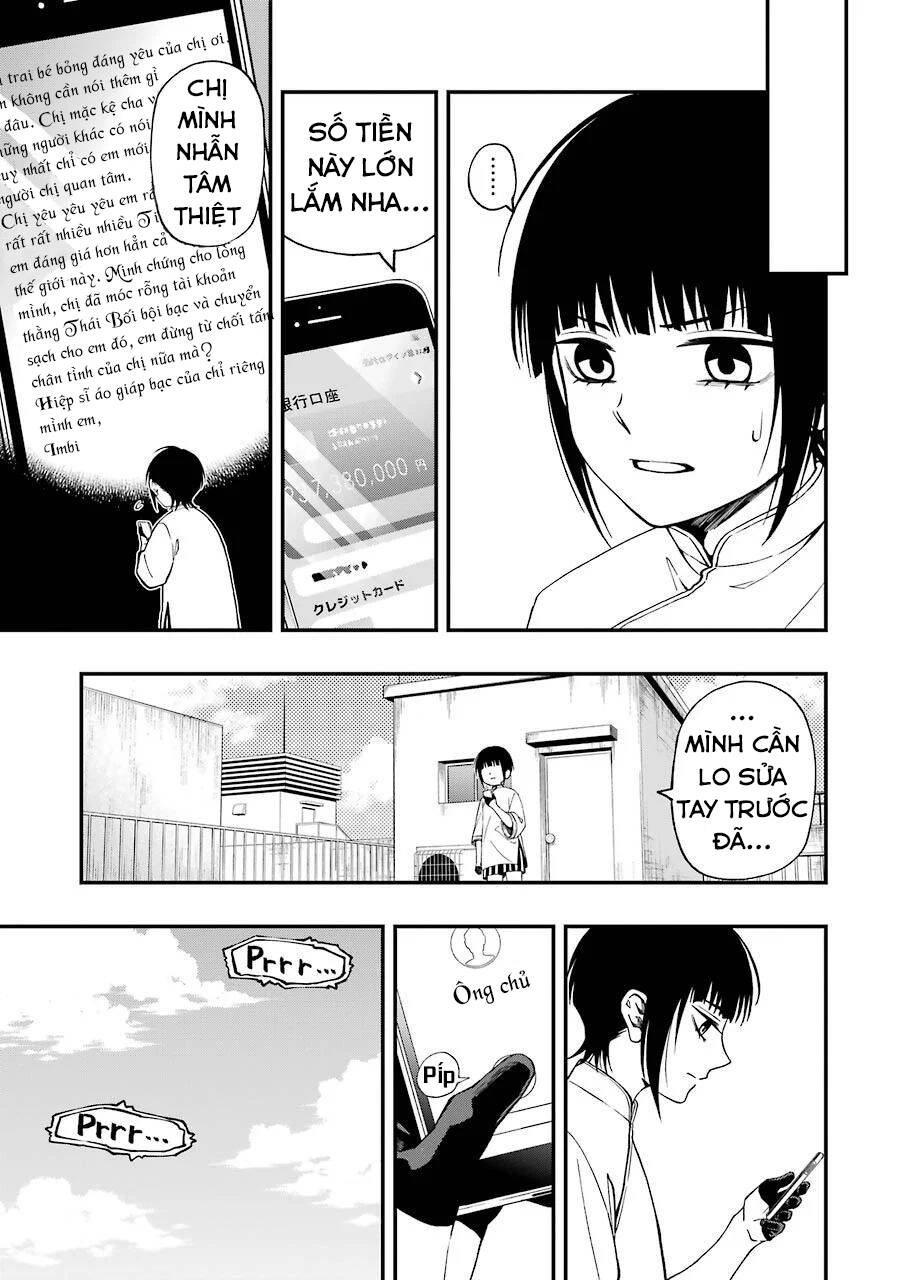 ......
SỐ TIỀN
NÀY LỚN
LẮM NHA...
銀行口座
,380,000 円
クレジットカード
CHỊ
MÌNH
NHẪN
TÂM
THIỆT
trai bé bỏng đáng yêu của chị ơi.
không cần nói thêm gì
đâu. Chị mặc kệ cha
những người khác có nói
duy nhất chỉ có em mới
người chị quan tâm.
Chị yêu yêu yêu em rất
rất rất nhiều nhiều
em đáng giá hơn hẳn cả
thế giới này. Minh chứng cho lòng
mình, chị đã móc rỗng tài khoản
thằng Thái Bối bội bạc và chuyển
sạch cho em đó, em đừng từ chối tấm
chân tình của chị nữa mà?
Hiệp sĩ áo giáp bạc của chỉ riêng
mình em,
Imbi
...
MÌNH CẦN
LO SỬA
TAY TRƯỚC
ĐÃ...
Ông chủ
Píp
Prrr...
Prrr...